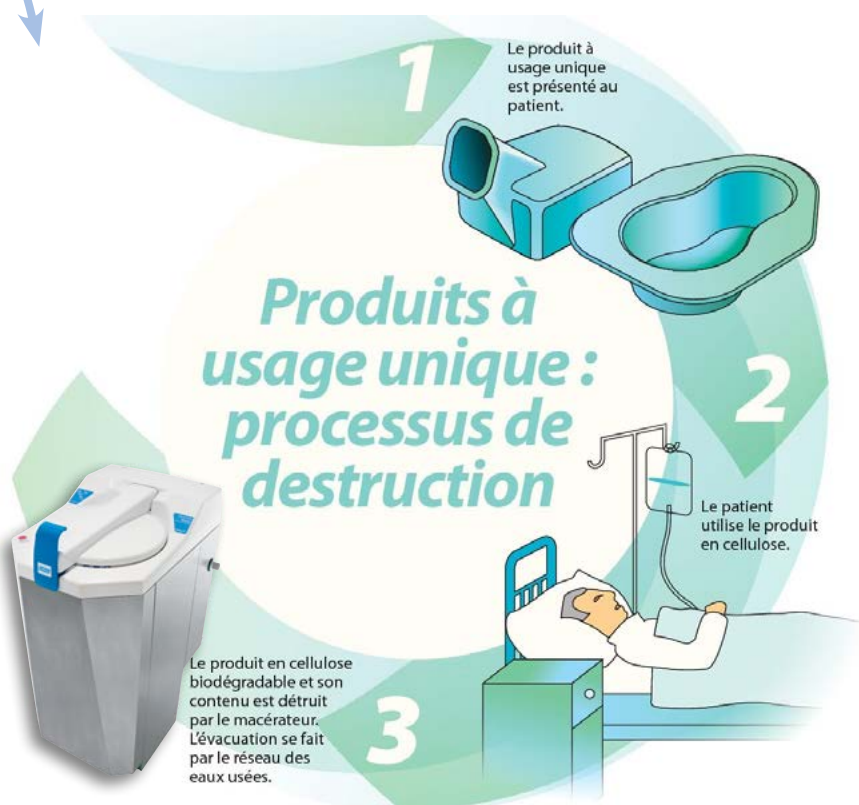 1
Le produit à
usage unique
est présenté au
patient.
Produits à
usage unique :
processus de
destruction
2
Le patient
utilise le produit
en cellulose.
3
Le produit en cellulose
biodégradable et son
contenu est détruit
par le macérateur.
L'évacuation se fait
par le réseau des
eaux usées.